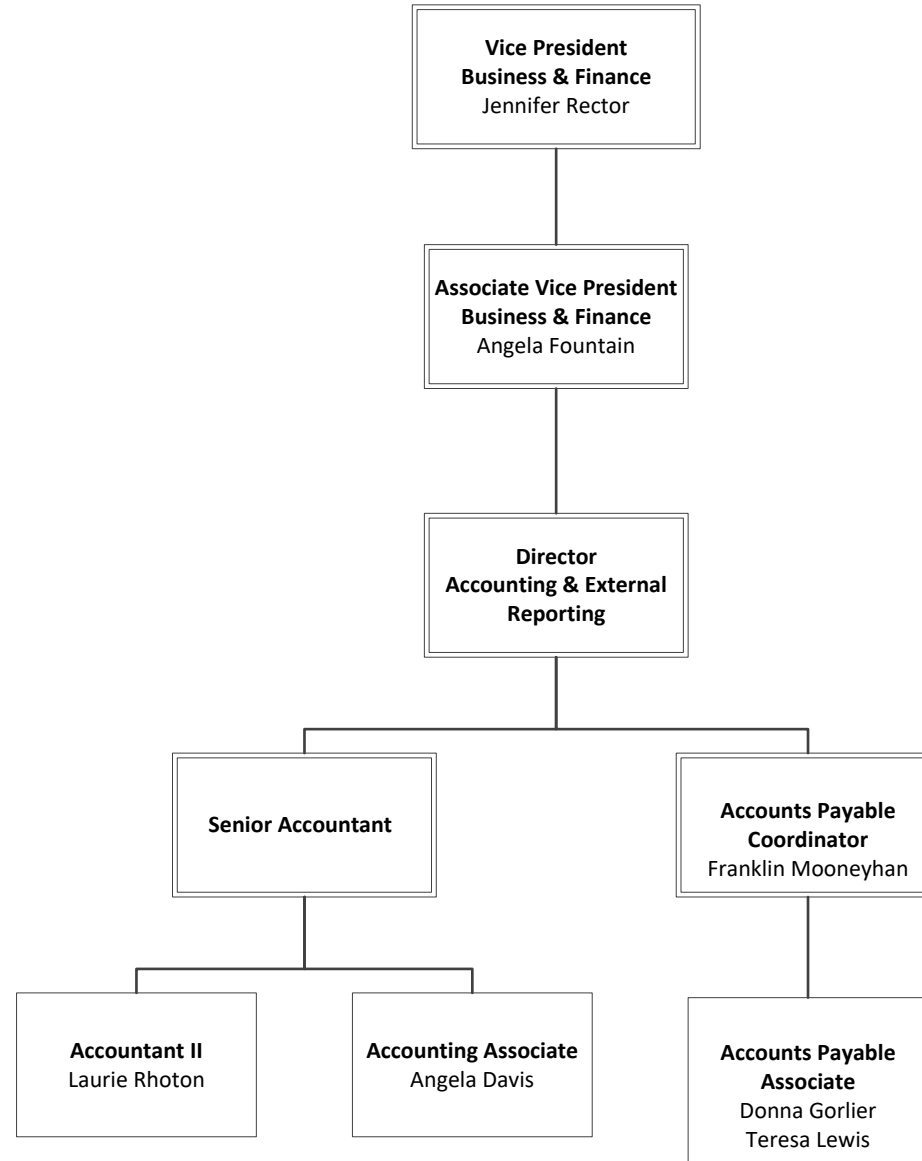 Vice President
Business & Finance
Jennifer Rector
Associate Vice President
Business & Finance
Angela Fountain
Director
Accounting & External
Reporting
Senior Accountant
Accounts Payable
Coordinator
Franklin Mooneyhan
Accountant II
Laurie Rhoton
Accounting Associate
Angela Davis
Accounts Payable
Associate
Donna Gorlier
Teresa Lewis